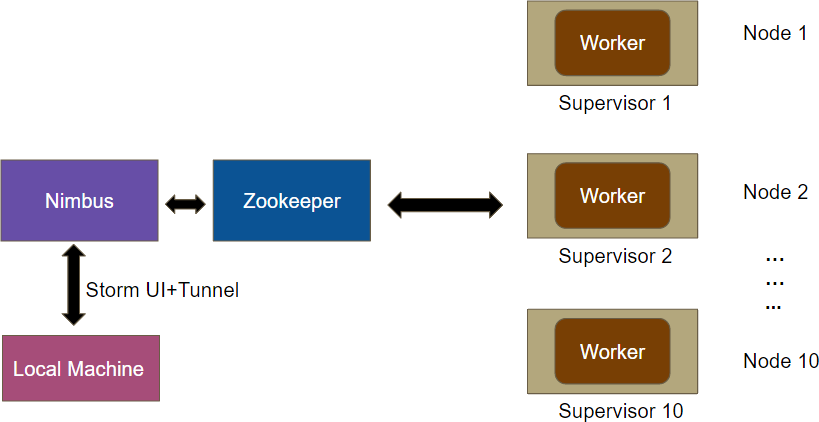 Worker
Node 1
Supervisor 1
Nimbus
Zookeeper
Worker
Node 2
Supervisor 2
...
...
...
Storm UI+Tunnel
Local Machine
Worker
Node 10
Supervisor 10